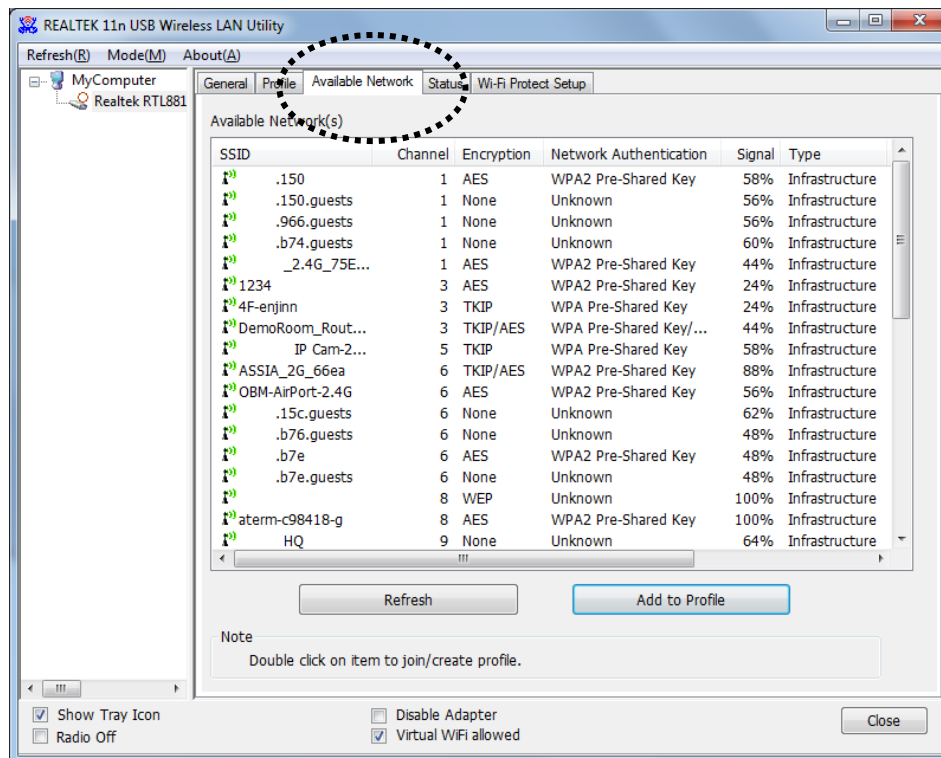 REALTEK 11n USB Wireless LAN Utility
Refresh(R) Mode(M) About(A)
MyComputer
Realtek RTL881
General Profile Available Network Status Wi-Fi Protect Setup
Available Network(s)
SSID Channel Encryption Network Authentication Signal Type
.150 1 AES WPA2 Pre-Shared Key 58% Infrastructure
.150.guests 1 None Unknown 56% Infrastructure
.966.guests 1 None Unknown 56% Infrastructure
.b74.guests 1 None Unknown 60% Infrastructure
_2.4G_75E... 1 AES WPA2 Pre-Shared Key 44% Infrastructure
1234 3 AES WPA2 Pre-Shared Key 24% Infrastructure
4F-enjinn 3 TKIP WPA Pre-Shared Key 24% Infrastructure
DemoRoom_Rout... 3 TKIP/AES WPA Pre-Shared Key/... 44% Infrastructure
IP Cam-2... 5 TKIP WPA Pre-Shared Key 58% Infrastructure
ASSIA_2G_66ea 6 TKIP/AES WPA2 Pre-Shared Key 88% Infrastructure
OBM-AirPort-2.4G 6 AES WPA2 Pre-Shared Key 56% Infrastructure
.15c.guests 6 None Unknown 62% Infrastructure
.b76.guests 6 None Unknown 48% Infrastructure
.b7e 6 AES WPA2 Pre-Shared Key 48% Infrastructure
.b7e.guests 6 None Unknown 48% Infrastructure
8 WEP Unknown 100% Infrastructure
aterm-c98418-g 8 AES WPA2 Pre-Shared Key 100% Infrastructure
HQ 9 None Unknown 64% Infrastructure
Refresh Add to Profile
Note
Double click on item to join/create profile.
Show Tray Icon Disable Adapter
Radio Off Virtual WiFi allowed
Close